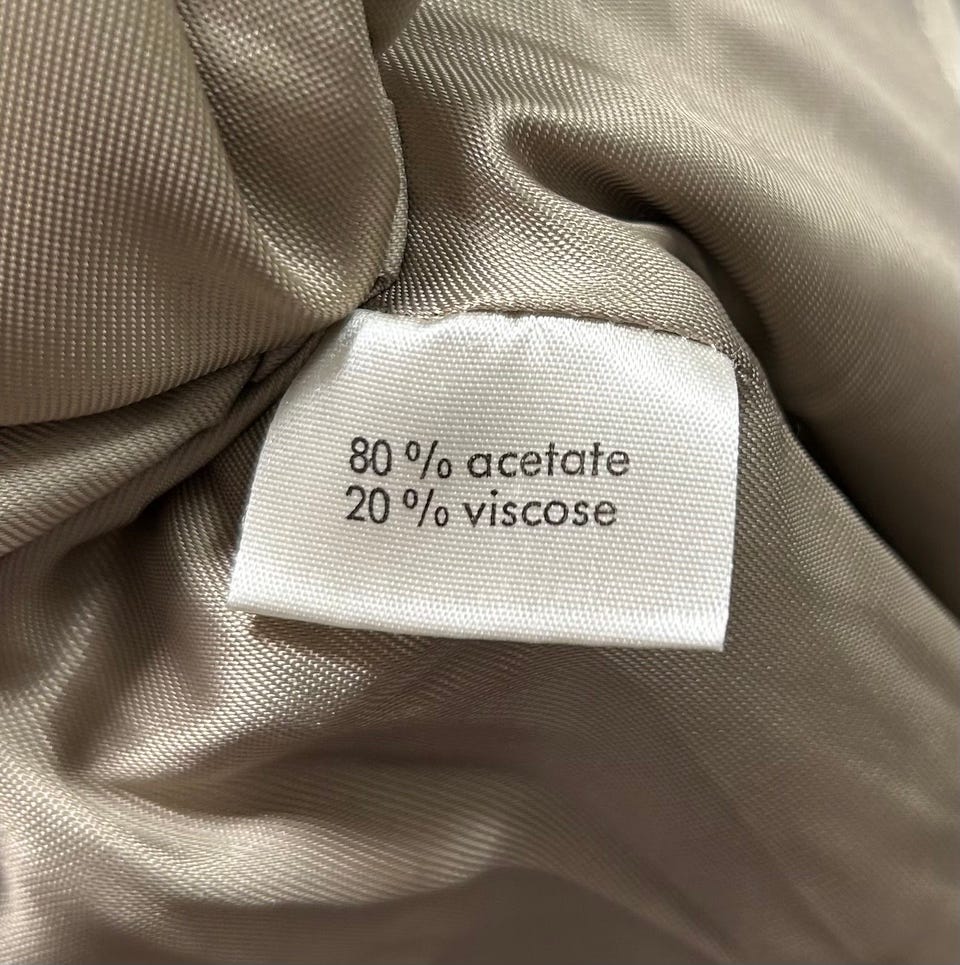 80 % acetate
20 % viscose